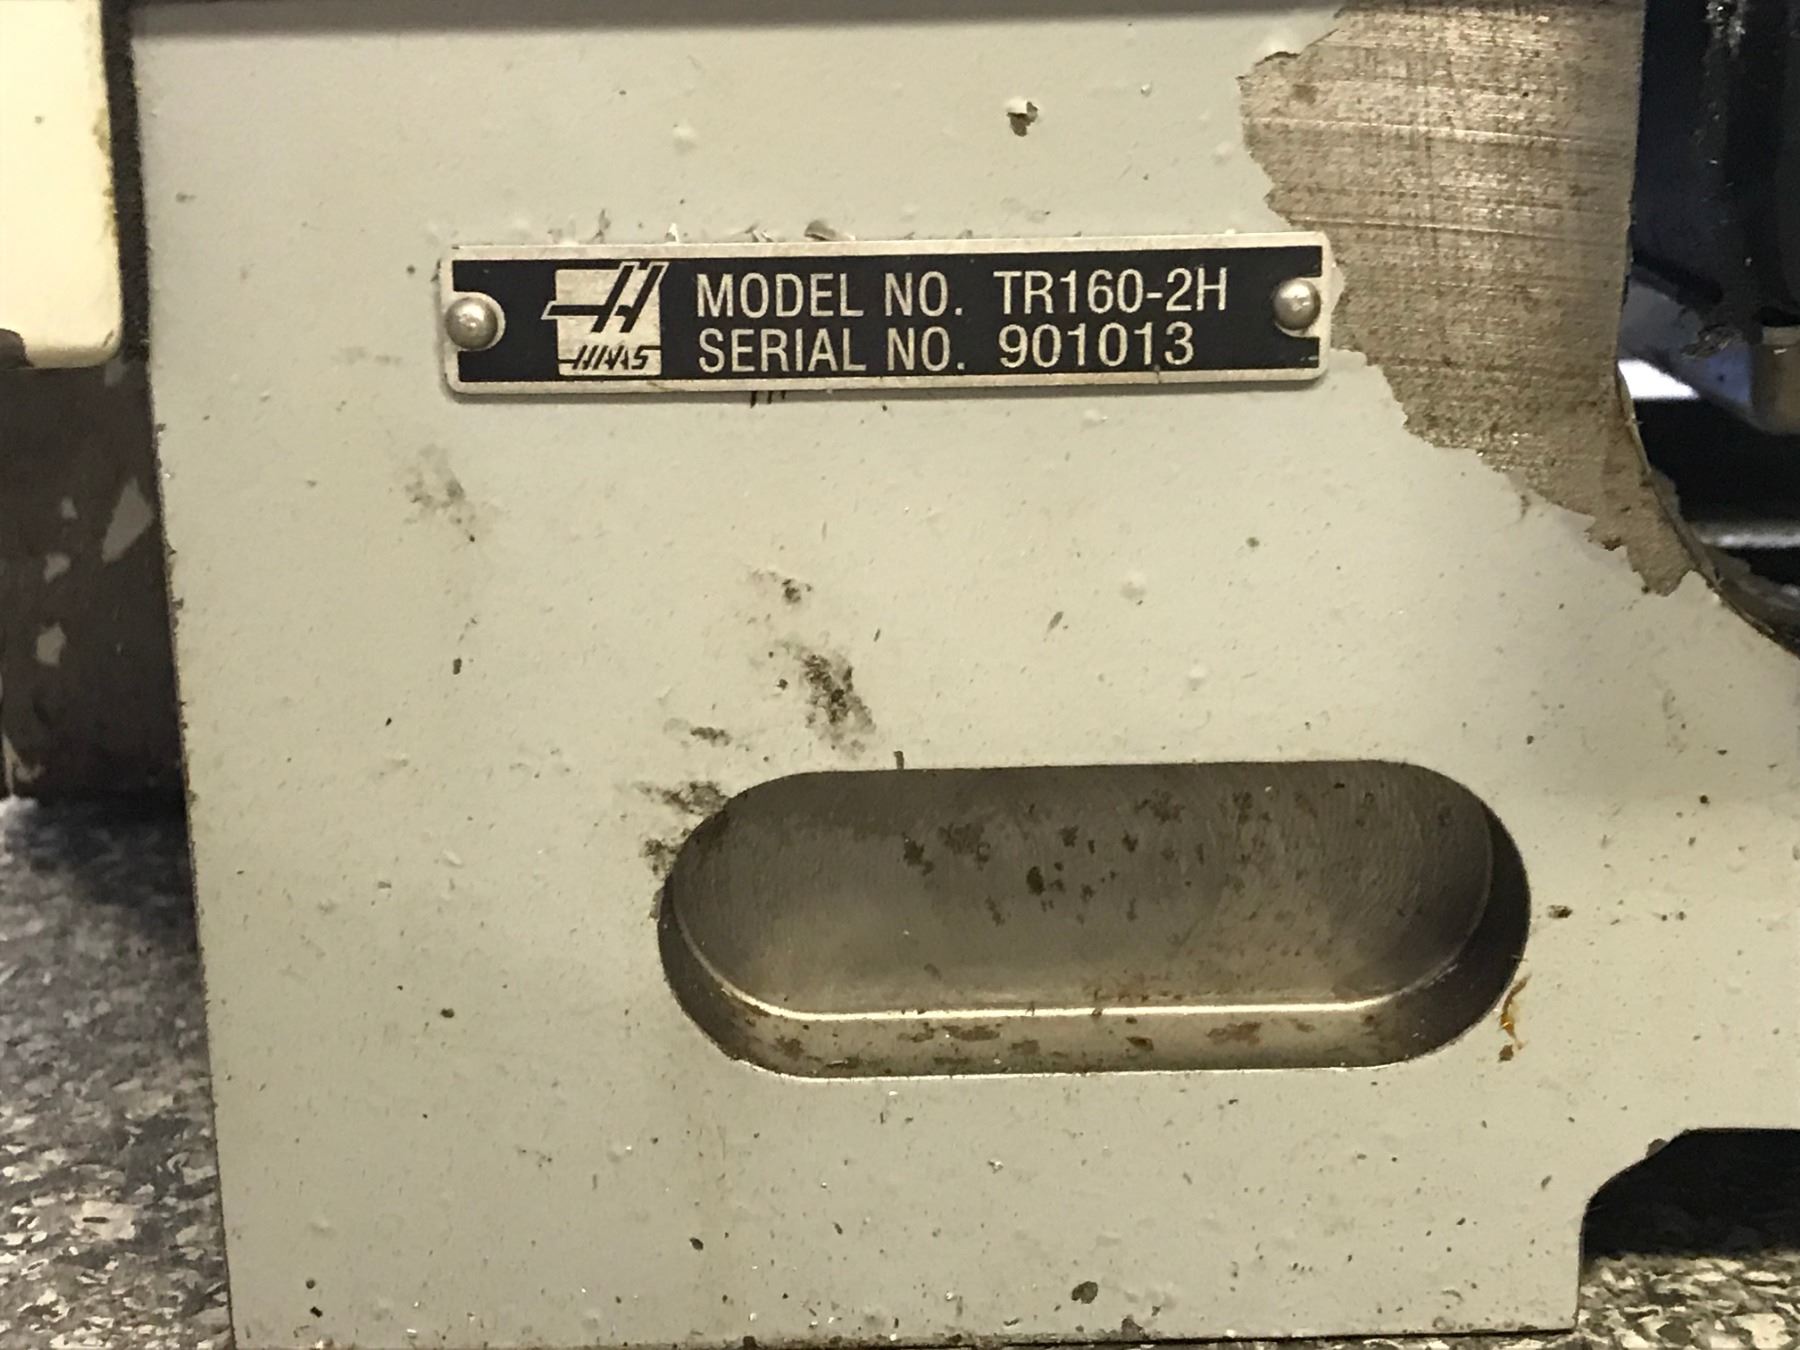 HAAS
MODEL NO. TR160-2H
SERIAL NO. 901013